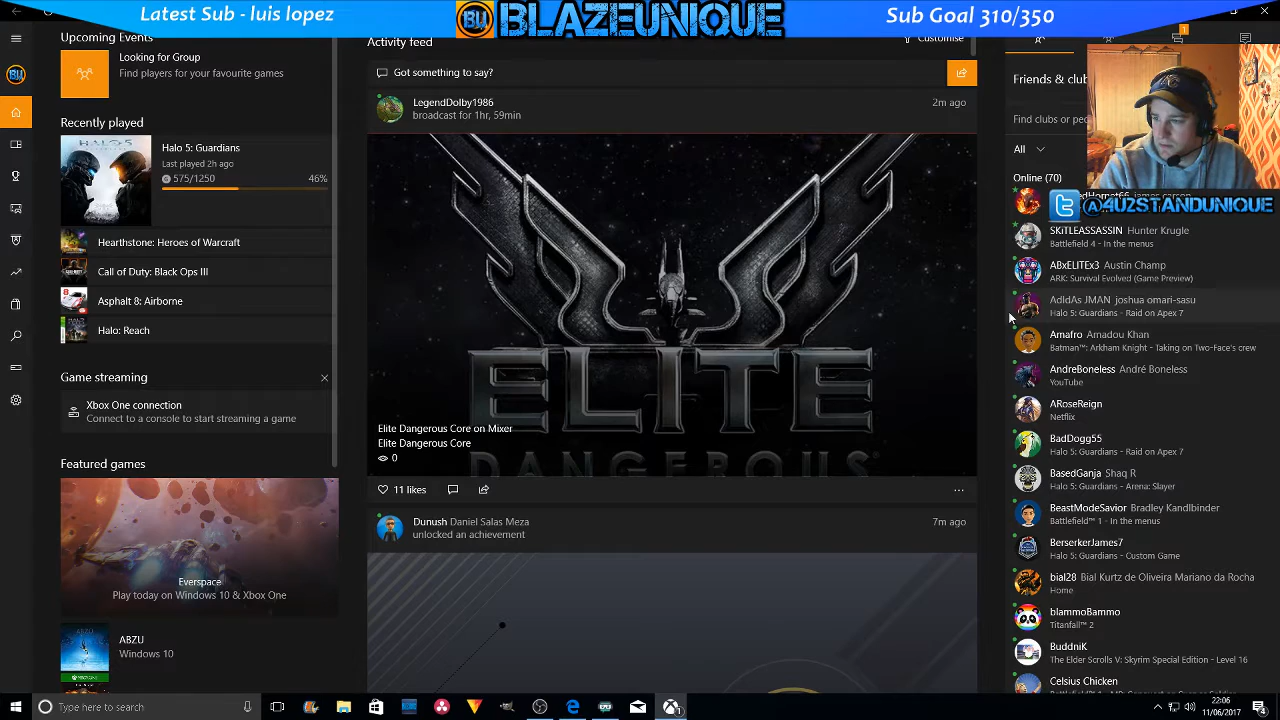 Latest Sub - luis lopez
BU
BLAZEUNIQUE
Sub Goal 310/350
Upcoming Events
Looking for Group
Find players for your favourite games
Recently played
Halo 5: Guardians
Last played 2h ago
575/1250
46%
Hearthstone: Heroes of Warcraft
Call of Duty: Black Ops III
Asphalt 8: Airborne
Halo: Reach
Game streaming
Xbox One connection
Connect to a console to start streaming a game
Featured games
Everspace
Play today on Windows 10 & Xbox One
ABZU
Windows 10
Activity feed
Customise
Got something to say?
LegendDolby1986
2m ago
broadcast for 1hr, 59min
ELITE
DANGEROUS
Elite Dangerous Core on Mixer
Elite Dangerous Core
0
11 likes
Dunush Daniel Salas Meza
7m ago
unlocked an achievement
1
Friends & club
Find clubs or peo
All
Online (70)
@4U2STANDUNIQUE
SKiTLEASSASSIN Hunter Krugle
Battlefield 4 - In the menus
ABxELITEx3 Austin Champ
ARK: Survival Evolved (Game Preview)
AdIdAs JMAN joshua omari-sasu
Halo 5: Guardians - Raid on Apex 7
Amafro Amadou Khan
Batman™: Arkham Knight - Taking on Two-Face's crew
AndreBoneless André Boneless
YouTube
ARoseReign
Netflix
BadDogg55
Halo 5: Guardians - Raid on Apex 7
BasedGanja Shaq R
Halo 5: Guardians - Arena: Slayer
BeastModeSavior Bradley Kandlbinder
Battlefield™ 1 - In the menus
BerserkerJames7
Halo 5: Guardians - Custom Game
bial28 Bial Kurtz de Oliveira Mariano da Rocha
Home
blammoBammo
Titanfall™ 2
BuddniK
The Elder Scrolls V: Skyrim Special Edition - Level 16
Celsius Chicken
Type here to search
22:06
11/06/2017
4